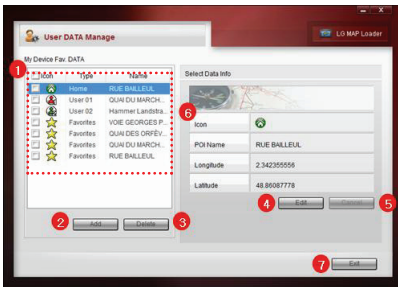 User DATA Manage
LG MAP Loader
My Device Fav. DATA
1
Icon Type Name
Home RUE BAILLEUL
User 01 QUAI DU MARCH...
User 02 Hammer Landstra...
Favorites VOIE GEORGES P...
Favorites QUAI DES ORFÈV...
Favorites QUAI DU MARCH...
Favorites RUE BAILLEUL
2 Add Delete 3
Select Data Info
6
Icon
POI Name RUE BAILLEUL
Longitude 2.342355556
Latitude 48.86087778
4 Edit Cancel 5
7 Exit